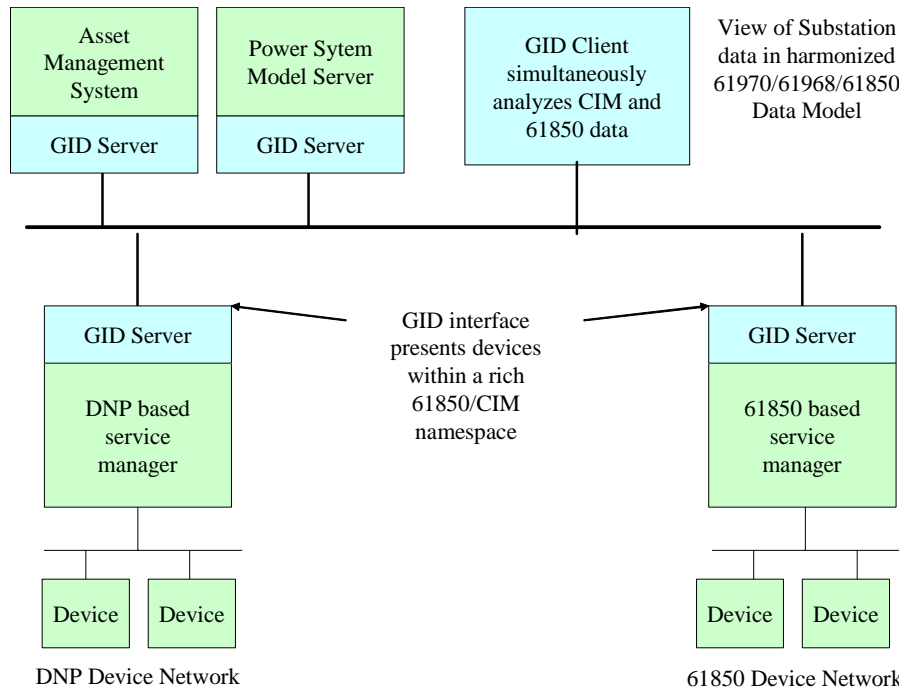 Asset
Management
System
GID Server
Power Sytem
Model Server
GID Server
GID Client
simultaneously
analyzes CIM and
61850 data
View of Substation
data in harmonized
61970/61968/61850
Data Model
GID Server
DNP based
service
manager
GID interface
presents devices
within a rich
61850/CIM
namespace
GID Server
61850 based
service
manager
Device
Device
DNP Device Network
Device
Device
61850 Device Network